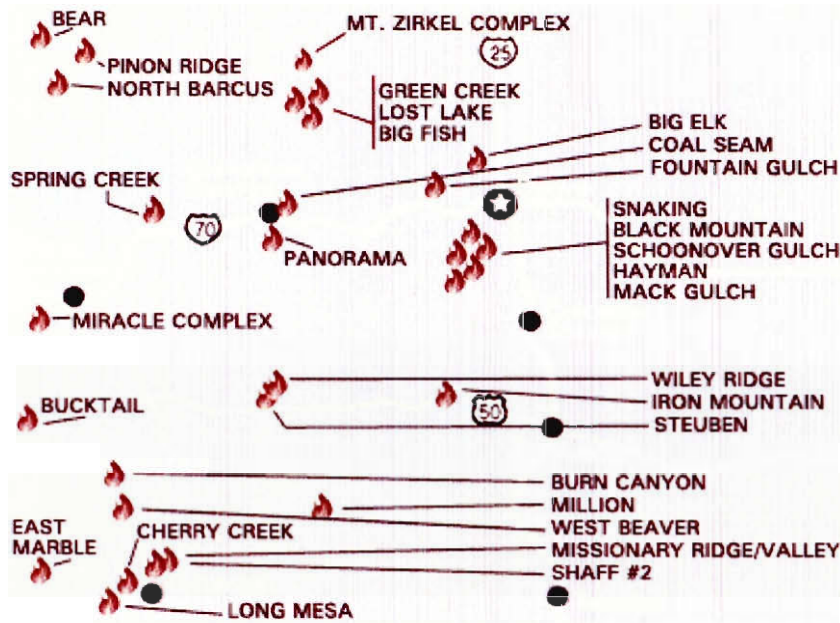 BEAR
MT. ZIRKEL COMPLEX
25
PINON RIDGE
NORTH BARCUS
GREEN CREEK
LOST LAKE
BIG FISH
BIG ELK
COAL SEAM
FOUNTAIN GULCH
SPRING CREEK
70
PANORAMA
SNAKING
BLACK MOUNTAIN
SCHOONOVER GULCH
HAYMAN
MACK GULCH
MIRACLE COMPLEX
WILEY RIDGE
IRON MOUNTAIN
STEUBEN
BUCKTAIL
50
BURN CANYON
MILLION
WEST BEAVER
MISSIONARY RIDGE/VALLEY
SHAFF #2
EAST
MARBLE
CHERRY CREEK
LONG MESA